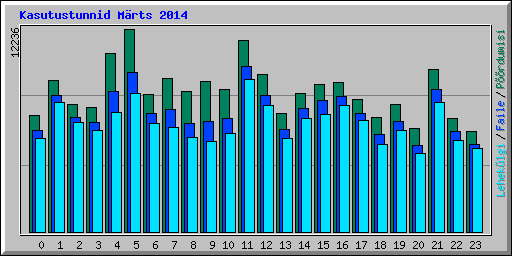 Kasutustunnid Märts 2014
12236
Lehekülgi / Faile / Pöördumisi
0 1 2 3 4 5 6 7 8 9 10 11 12 13 14 15 16 17 18 19 20 21 22 23